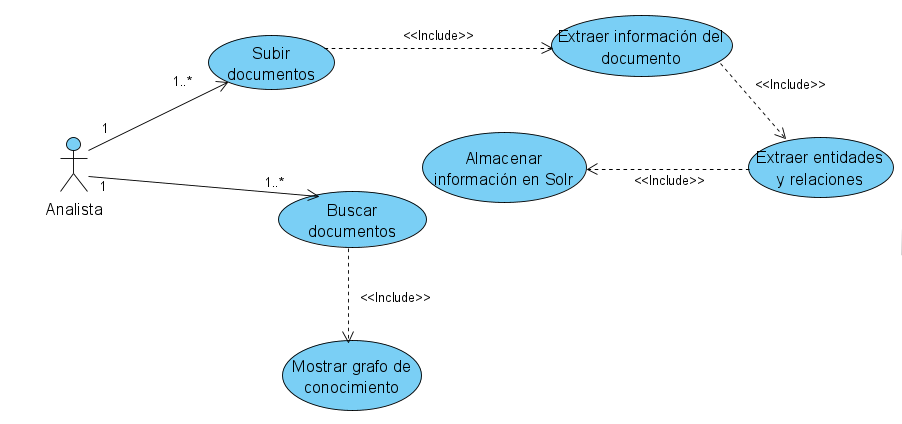 Subir
documentos
<<Include>>
Extraer información del
documento
<<Include>>
1..*
1
Analista
1
1..*
Almacenar
información en Solr
<<Include>>
Extraer entidades
y relaciones
Buscar
documentos
<<Include>>
Mostrar grafo de
conocimiento